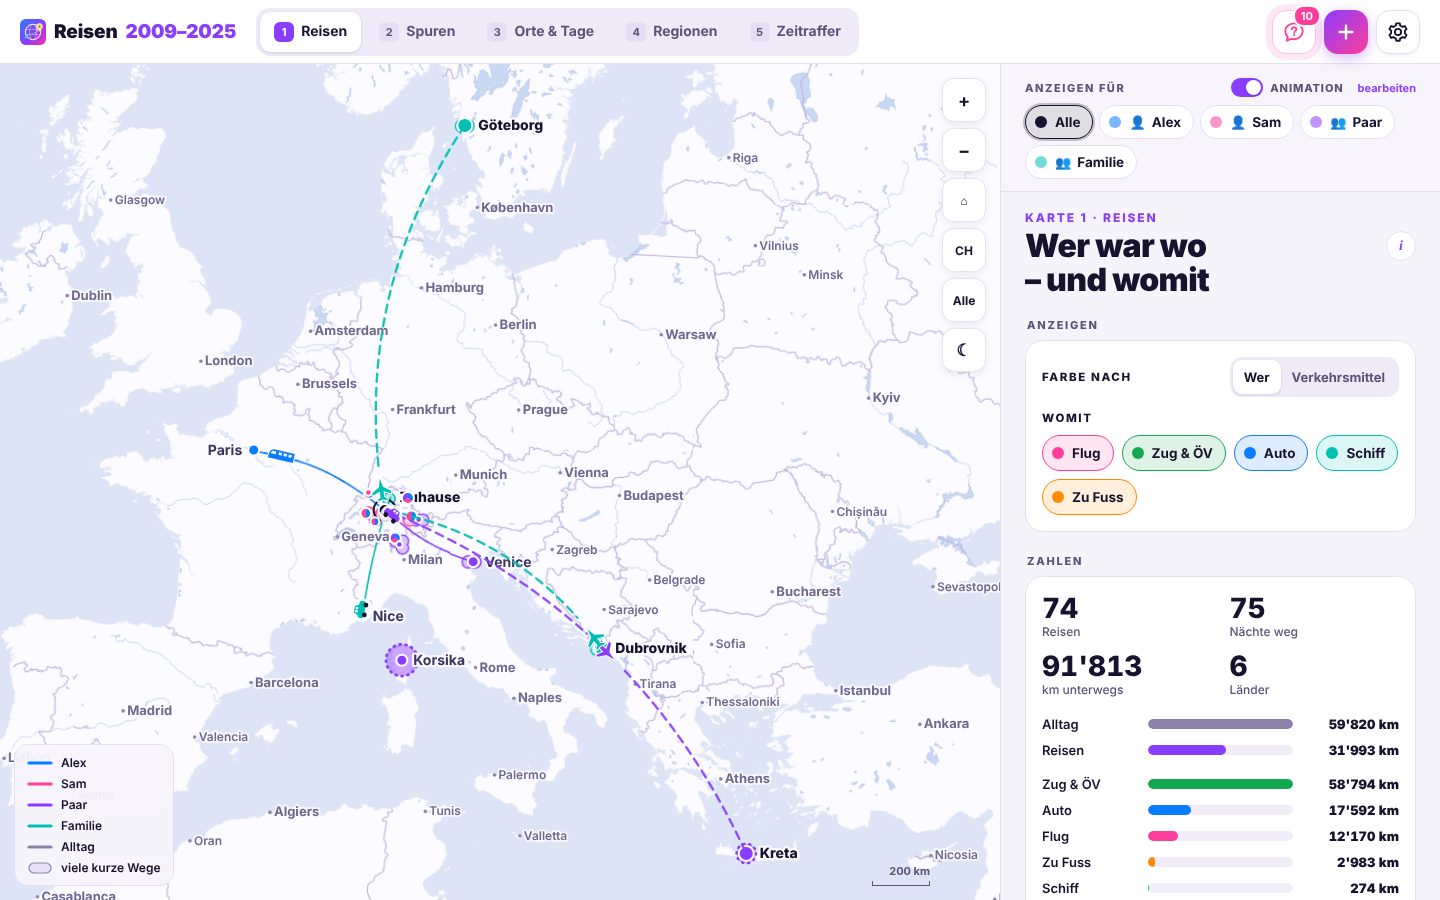 Reisen 2009–2025
1 Reisen
2 Spuren
3 Orte & Tage
4 Regionen
5 Zeitraffer
10
+
ANZEIGEN FÜR
ANIMATION
bearbeiten
Alle
Alex
Sam
Paar
Familie
KARTE 1 · REISEN
Wer war wo
– und womit
i
ANZEIGEN
FARBE NACH
Wer
Verkehrsmittel
WOMIT
Flug
Zug & ÖV
Auto
Schiff
Zu Fuss
ZAHLEN
74
Reisen
75
Nächte weg
91'813
km unterwegs
6
Länder
Alltag 59'820 km
Reisen 31'993 km
Zug & ÖV 58'794 km
Auto 17'592 km
Flug 12'170 km
Zu Fuss 2'983 km
Schiff 274 km
+
−
CH
Alle
Göteborg
Riga
Glasgow
København
Vilnius
Minsk
Dublin
Hamburg
Amsterdam
Berlin
Warsaw
London
Brussels
Kyiv
Frankfurt
Prague
Paris
Munich
Vienna
Budapest
Chișinău
Geneva
Milan
Venice
Zagreb
Belgrade
Bucharest
Sevastopol
Nice
Sarajevo
Dubrovnik
Sofia
Korsika
Rome
Tirana
Barcelona
Istanbul
Naples
Thessaloniki
Madrid
Valencia
Ankara
Palermo
Athens
Algiers
Tunis
Oran
Valletta
Kreta
Nicosia
Casablanca
200 km
Alex
Sam
Paar
Familie
Alltag
viele kurze Wege